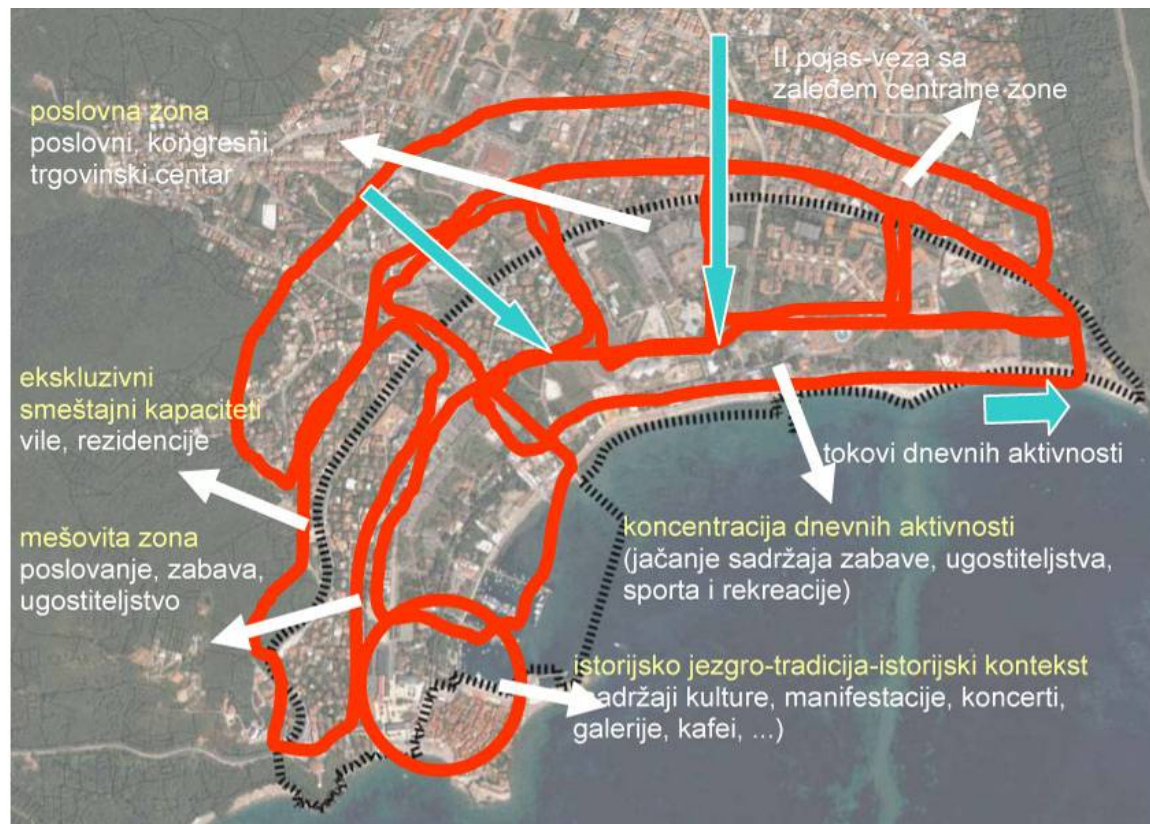 II pojas-veza sa
zaleđem centralne zone
poslovna zona
poslovni, kongresni,
trgovinski centar
ekskluzivni
smeštajni kapaciteti
vile, rezidencije
tokovi dnevnih aktivnosti
mešovita zona
poslovanje, zabava,
ugostiteljstvo
koncentracija dnevnih aktivnosti
(jačanje sadržaja zabave, ugostiteljstva,
sporta i rekreacije)
istorijsko jezgro-tradicija-istorijski kontekst
adržaji kulture, manifestacije, koncerti,
galerije, kafei, ...)